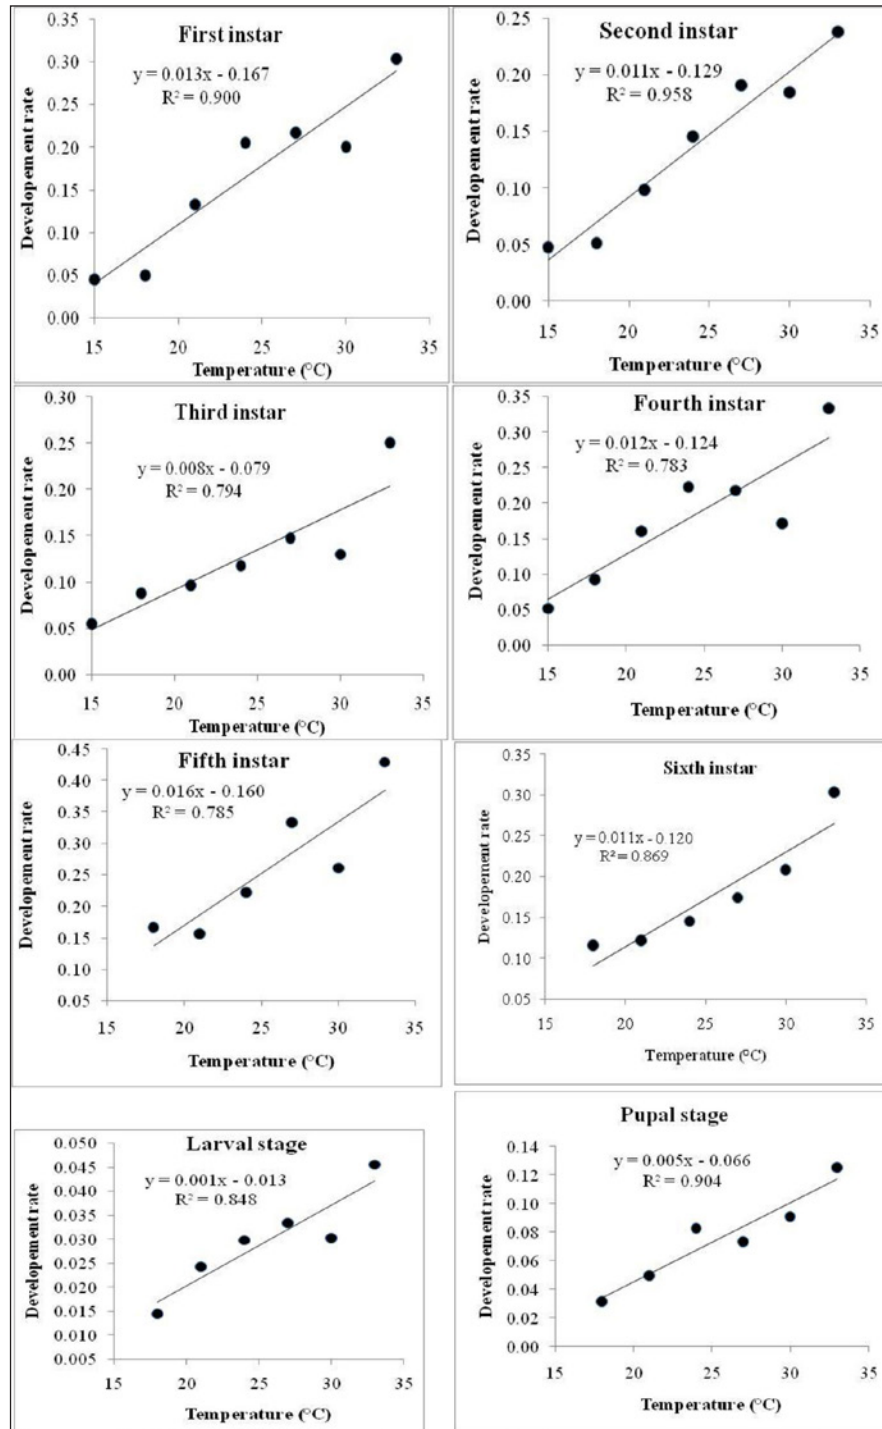 First instar
y = 0.013x - 0.167
R² = 0.900
Developement rate
0.35
0.30
0.25
0.20
0.15
0.10
0.05
0.00
15 20 25 30 35
Temperature (°C)
Second instar
y = 0.011x - 0.129
R² = 0.958
Developement rate
0.25
0.20
0.15
0.10
0.05
0.00
15 20 25 30 35
Temperature (°C)
Third instar
y = 0.008x - 0.079
R² = 0.794
Developement rate
0.30
0.25
0.20
0.15
0.10
0.05
0.00
15 20 25 30 35
Temperature (°C)
Fourth instar
y = 0.012x - 0.124
R² = 0.783
Developement rate
0.35
0.30
0.25
0.20
0.15
0.10
0.05
0.00
15 20 25 30 35
Temperature (°C)
Fifth instar
y = 0.016x - 0.160
R² = 0.785
Developement rate
0.45
0.40
0.35
0.30
0.25
0.20
0.15
0.10
0.05
15 20 25 30 35
Temperature (°C)
Sixth instar
y = 0.011x - 0.120
R² = 0.869
Developement rate
0.35
0.30
0.25
0.20
0.15
0.10
0.05
15 20 25 30 35
Temperature (°C)
Larval stage
y = 0.001x - 0.013
R² = 0.848
Developement rate
0.050
0.045
0.040
0.035
0.030
0.025
0.020
0.015
0.010
0.005
15 20 25 30 35
Temperature (°C)
Pupal stage
y = 0.005x - 0.066
R² = 0.904
Developement rate
0.14
0.12
0.10
0.08
0.06
0.04
0.02
0.00
15 20 25 30 35
Temperature (°C)